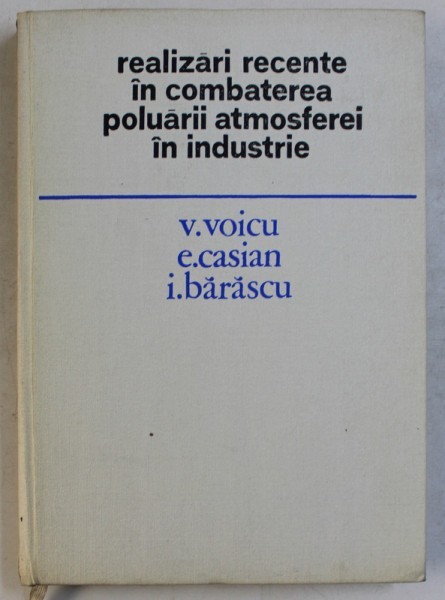 realizări recente
în combaterea
poluării atmosferei
în industrie
v.voicu
e.casian
i.bărăscu